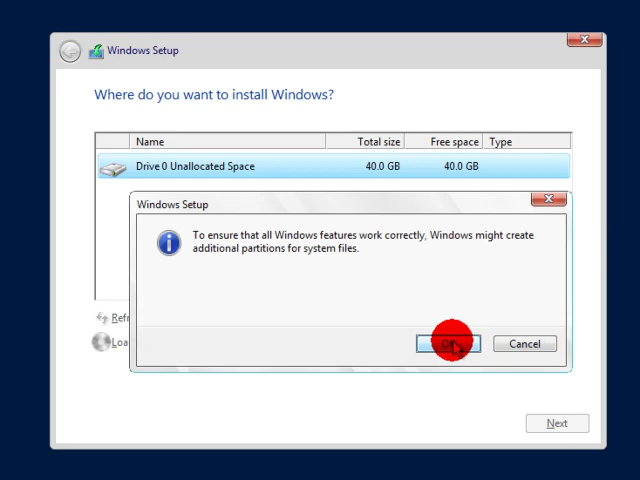 Windows Setup
Where do you want to install Windows?
Name Total size Free space Type
Drive 0 Unallocated Space 40.0 GB 40.0 GB
Windows Setup
To ensure that all Windows features work correctly, Windows might create
additional partitions for system files.
Refr
Loa
Cancel
Next